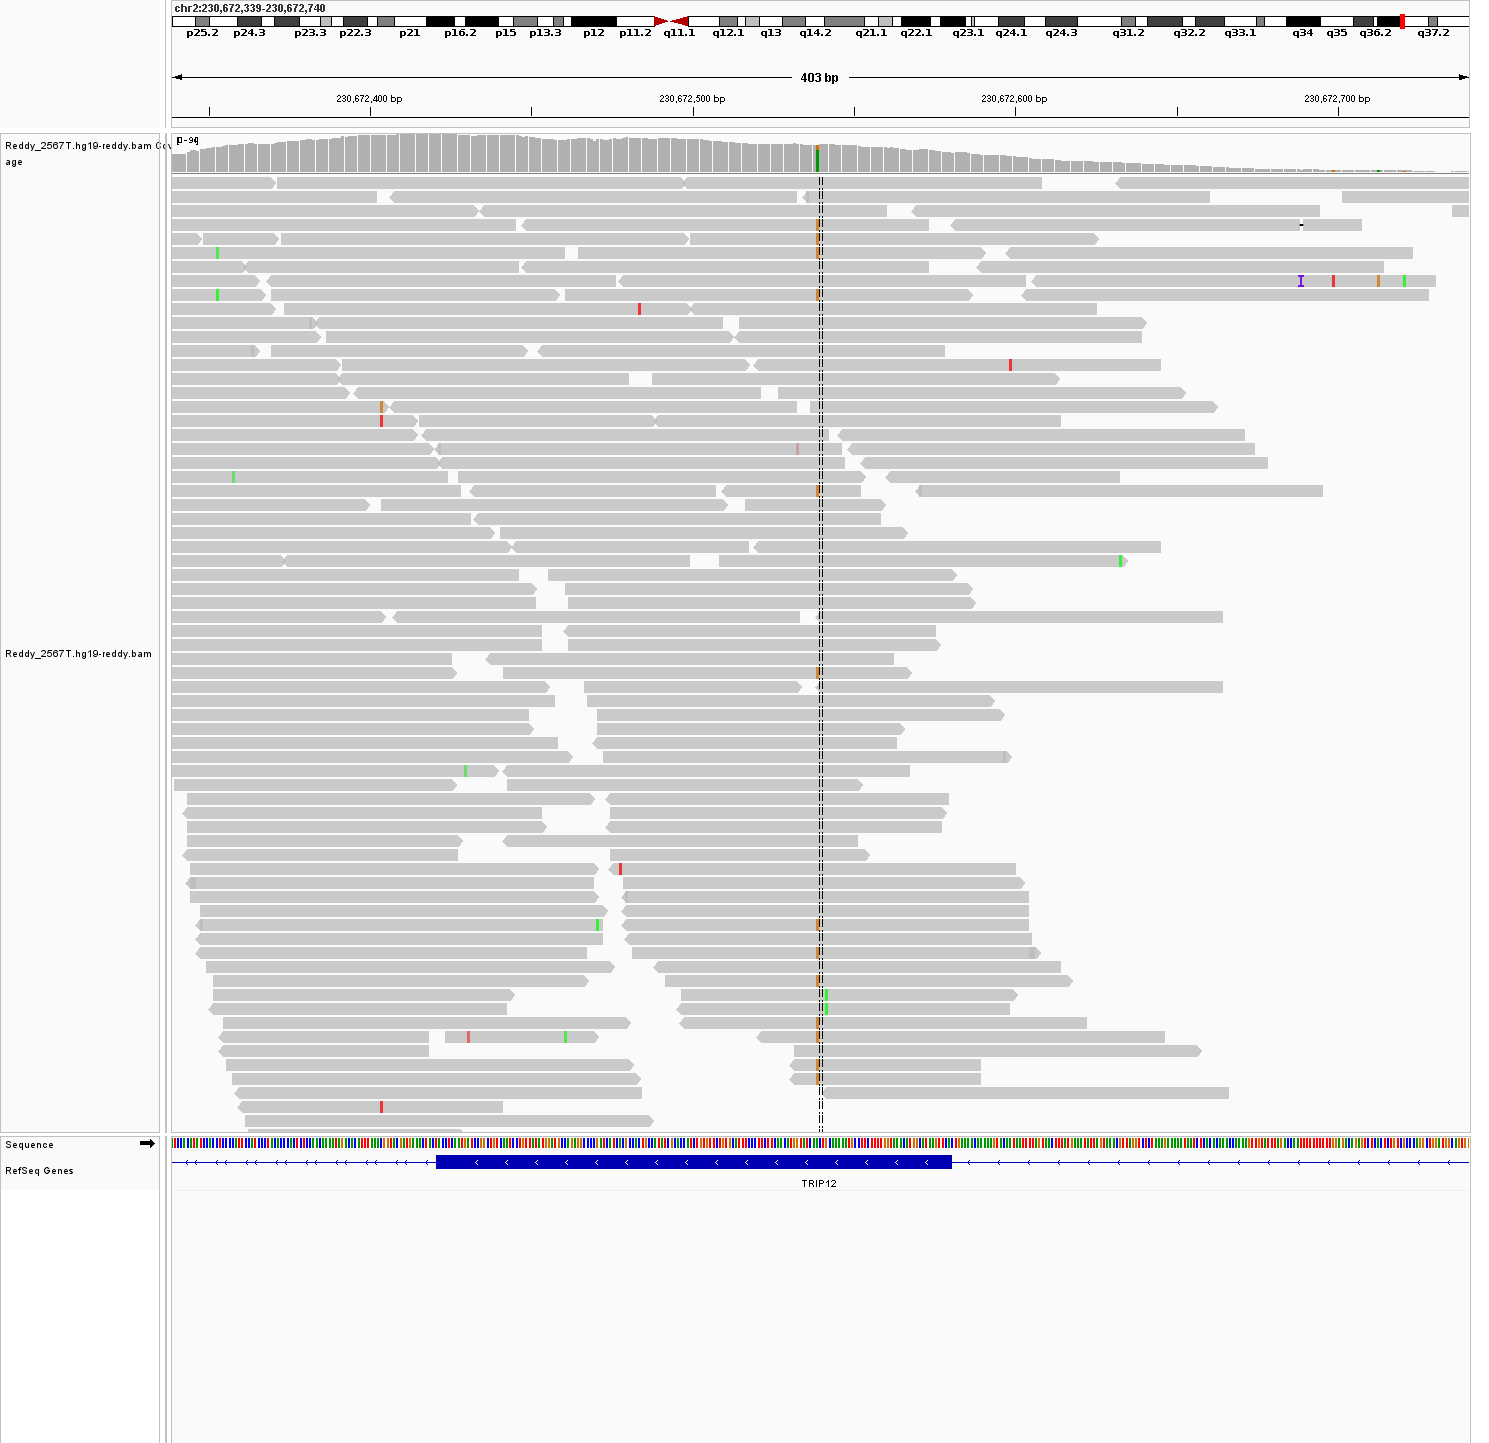 chr2:230,672,339-230,672,740
p25.2 p24.3 p23.3 p22.3 p21 p16.2 p15 p13.3 p12 p11.2 q11.1 q12.1 q13 q14.2 q21.1 q22.1 q23.1 q24.1 q24.3 q31.2 q32.2 q33.1 q34 q35 q36.2 q37.2
403 bp
230,672,400 bp 230,672,500 bp 230,672,600 bp 230,672,700 bp
[0-94]
Reddy_2567T.hg19-reddy.bam Cov
age
Reddy_2567T.hg19-reddy.bam
Sequence
RefSeq Genes
TRIP12